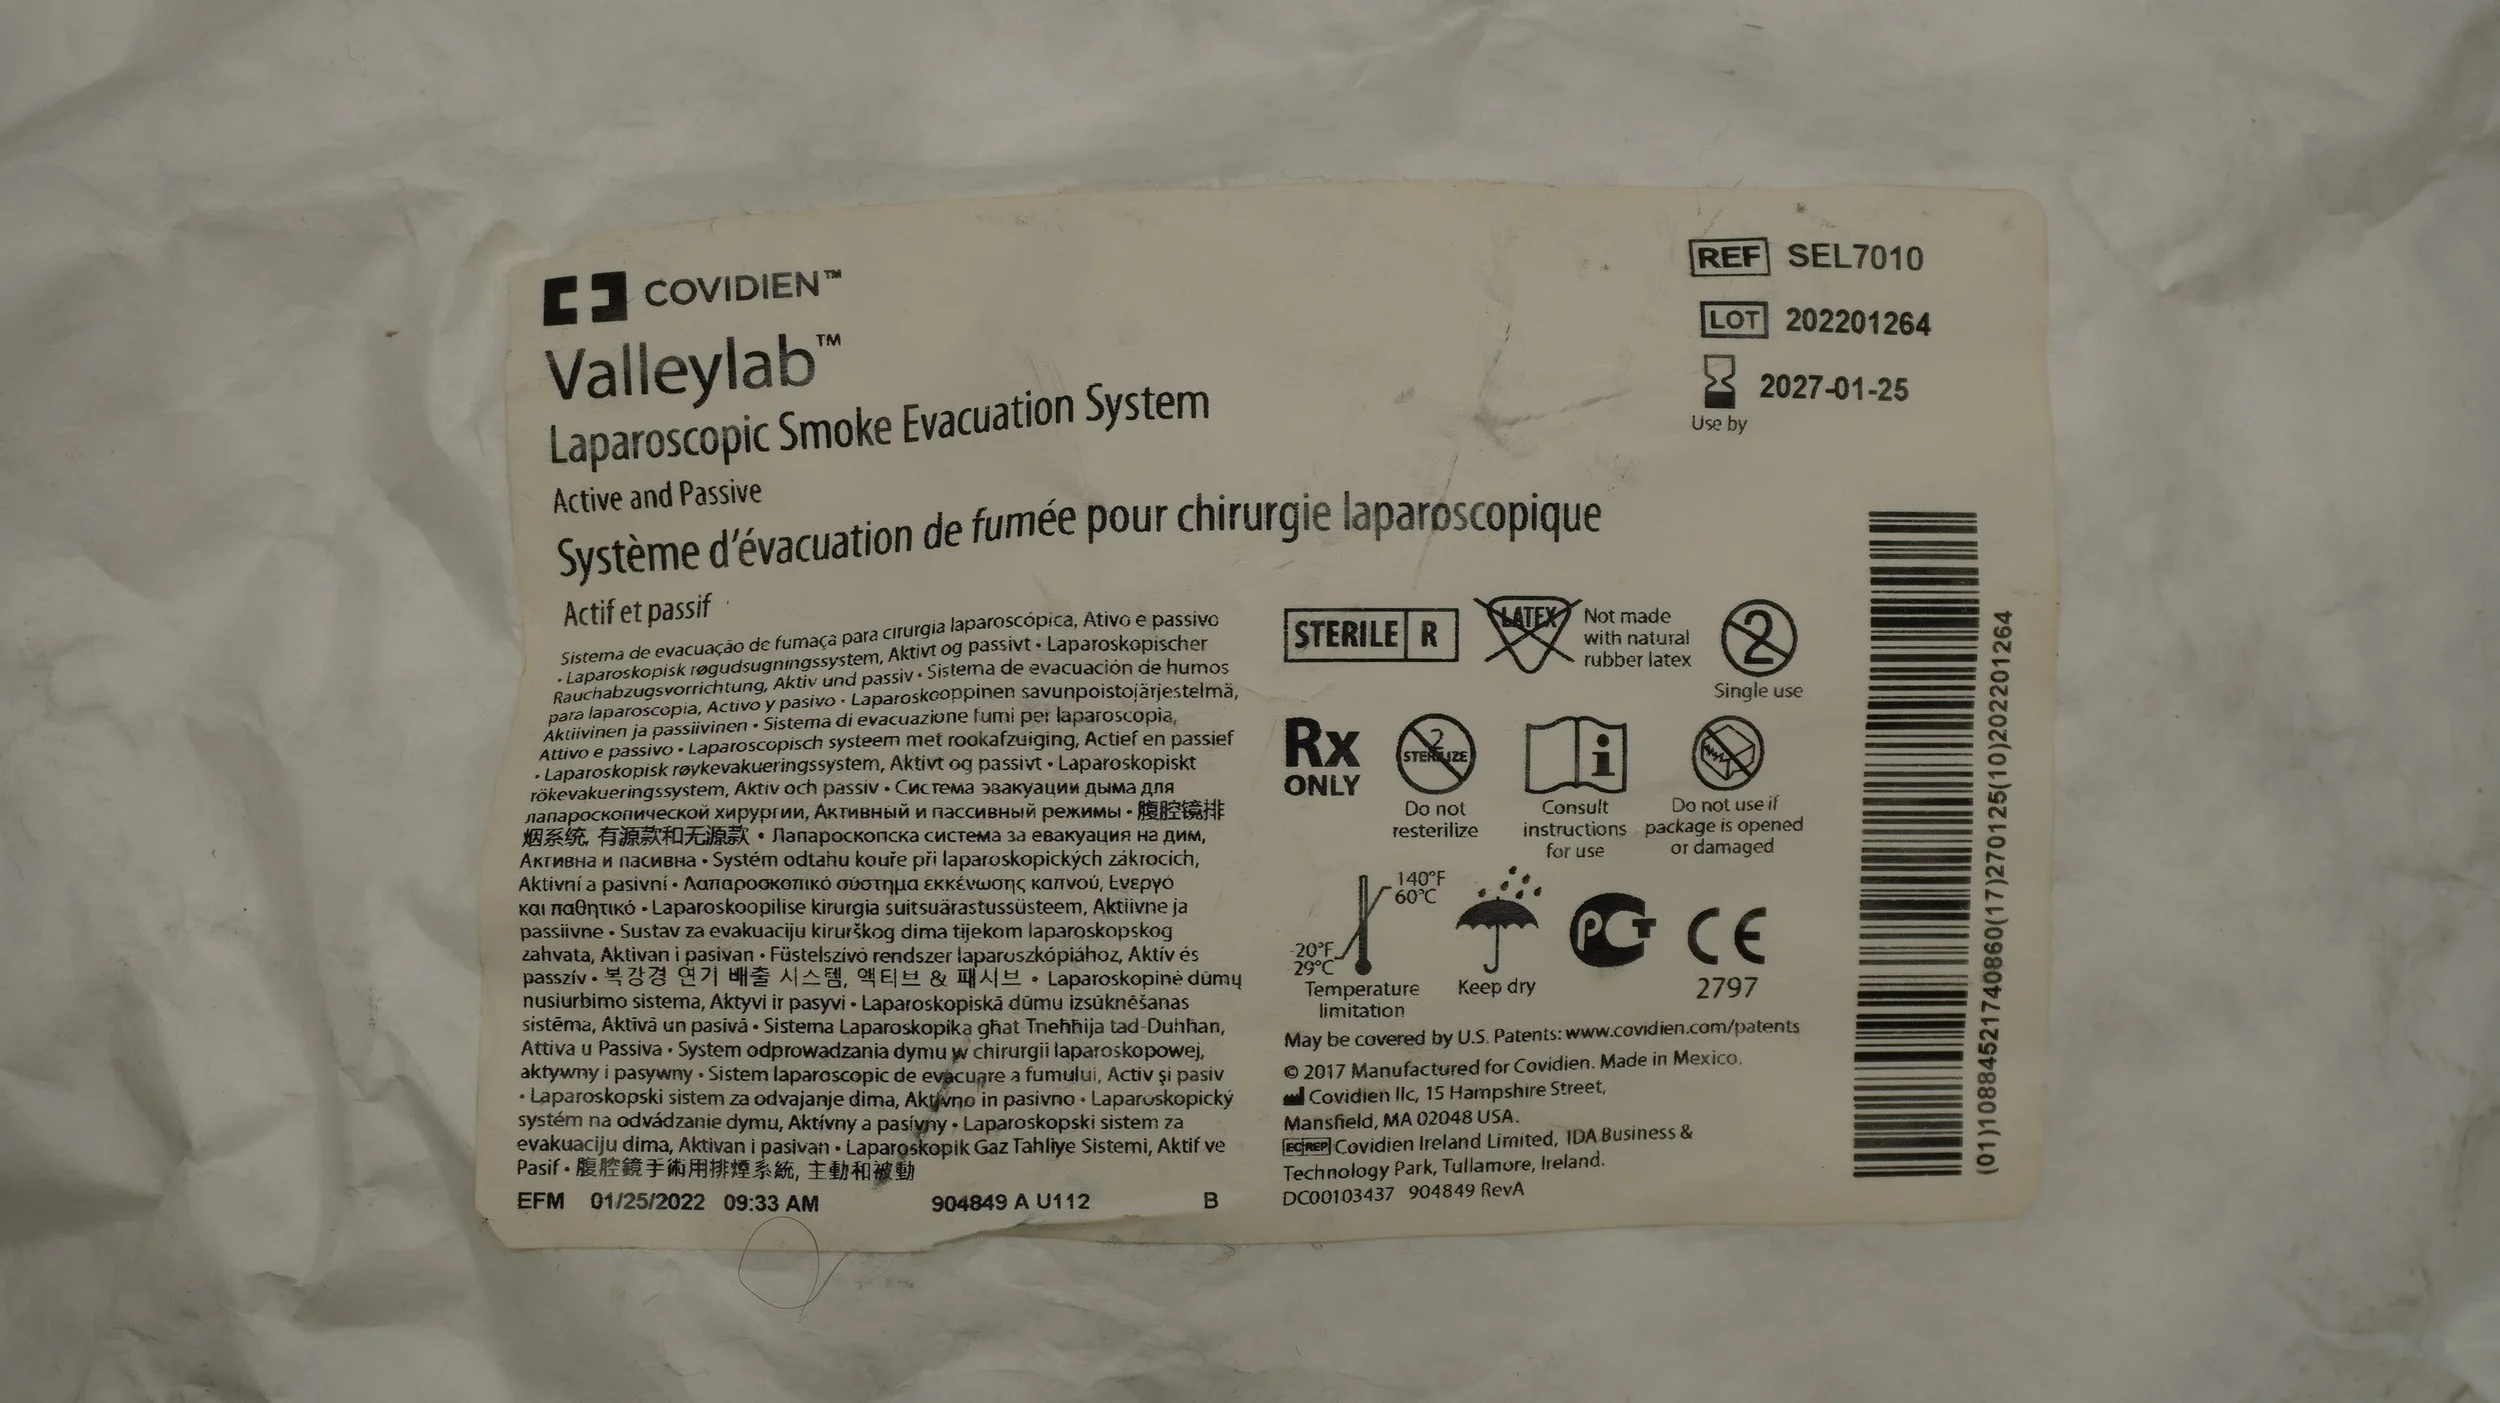 COVIDIEN™
Valleylab™
Laparoscopic Smoke Evacuation System
Active and Passive
Système d'évacuation de fumée pour chirurgie laparoscopique
Actif et passif
Sistema de evacuação de fumaça para cirurgia laparoscópica, Ativo e passivo
• Laparoskopisk røgudsugningssystem, Aktivt og passivt • Laparoskopischer
Rauchabzugsvorrichtung, Aktiv und passiv • Sistema de evacuación de humos
para laparoscopia, Activo y pasivo • Laparoskooppinen savunpoistojärjestelmä,
Aktiivinen ja passiivinen • Sistema di evacuazione fumi per laparoscopia,
Attivo e passivo • Laparoscopisch systeem met rookafzuiging, Actief en passief
• Laparoskopisk røykevakueringssystem, Aktivt og passivt • Laparoskopiskt
rökevakueringssystem, Aktiv och passiv • Система эвакуации дыма для
лапароскопической хирургии, Активный и пассивный режимы • 腹腔镜排
烟系统, 有源款和无源款 • Лапароскопска система за евакуация на дим,
Активна и пасивна • Systém odtahu kouře při laparoskopických zákrocích,
Aktivní a pasivní • Λαπαροσκοπικό σύστημα εκκένωσης καπνού, Ενεργό
και παθητικό • Laparoskoopilise kirurgia suitsuärastussüsteem, Aktiivne ja
passiivne • Sustav za evakuaciju kirurškog dima tijekom laparoskopskog
zahvata, Aktivan i pasivan • Füstelszívó rendszer laparuszkópiához, Aktív és
passzív • 복강경 연기 배출 시스템, 액티브 & 패시브 • Laparoskopinė dūmų
nusiurbimo sistema, Aktyvi ir pasyvi • Laparoskopiskā dūmu izsūknēšanas
sistēma, Aktīvā un pasīvā • Sistema Laparoskopika għat Tneħħija tad-Duħħan,
Attiva u Passiva • System odprowadzania dymu w chirurgii laparoskopowej,
aktywny i pasywny • Sistem laparoscopic de evacuare a fumului, Activ și pasiv
• Laparoskopski sistem za odvajanje dima, Aktivno in pasivno • Laparoskopický
systém na odvádzanie dymu, Aktívny a pasívny • Laparoskopski sistem za
evakuaciju dima, Aktivan i pasivan • Laparoskopik Gaz Tahliye Sistemi, Aktif ve
Pasif • 腹腔鏡手術用排煙系統, 主動和被動
EFM 01/25/2022 09:33 AM 904849 A U112 B
REF SEL7010
LOT 202201264
2027-01-25
Use by
STERILE R
LATEX
Not made
with natural
rubber latex
2
Single use
Rx
ONLY
2
STERILIZE
Do not
resterilize
i
Consult
instructions
for use
Do not use if
package is opened
or damaged
140°F
60°C
-20°F
29°C
Temperature
limitation
Keep dry
PCT
CE
2797
May be covered by U.S. Patents: www.covidien.com/patents
© 2017 Manufactured for Covidien. Made in Mexico.
Covidien llc, 15 Hampshire Street,
Mansfield, MA 02048 USA.
EC REP Covidien Ireland Limited, IDA Business &
Technology Park, Tullamore, Ireland.
DC00103437 904849 RevA
(01)10884521740860(17)270125(10)202201264